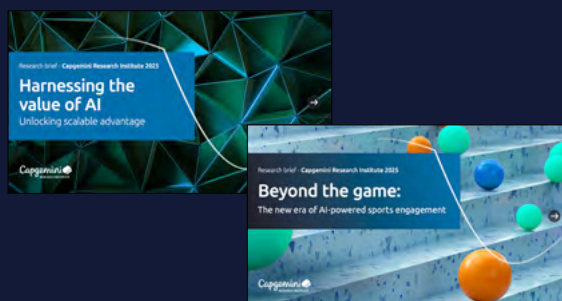 Research brief - Capgemini Research Institute 2025
Harnessing the
value of AI
Unlocking scalable advantage
Capgemini
Research brief - Capgemini Research Institute 2025
Beyond the game:
The new era of AI-powered sports engagement
Capgemini